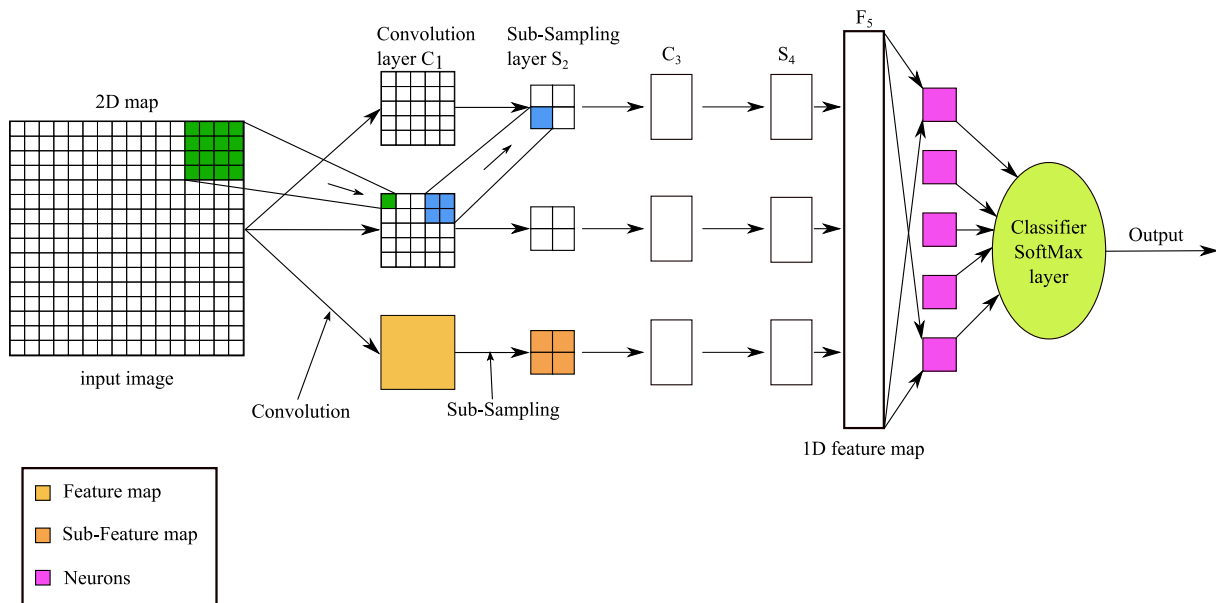 2D map
input image
Convolution
layer C1
Sub-Sampling
layer S2
C3
S4
F5
Convolution
Sub-Sampling
1D feature map
Classifier
SoftMax
layer
Output
Feature map
Sub-Feature map
Neurons